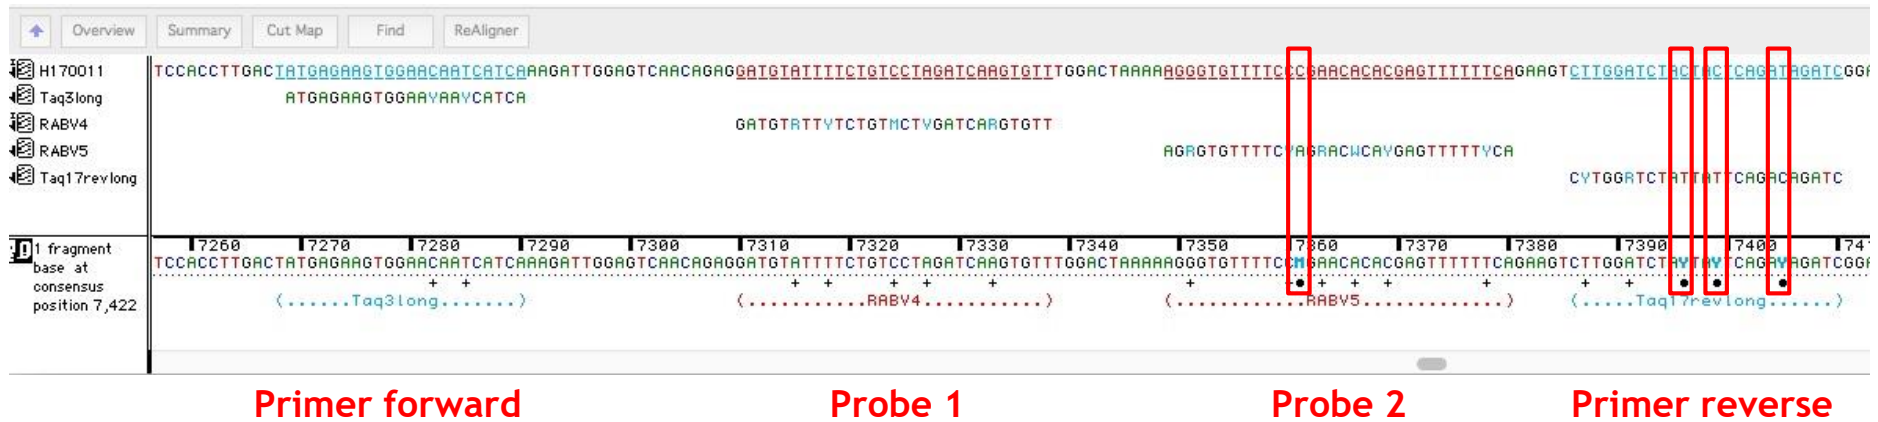 Overview Summary Cut Map Find ReAligner
H170011 TCCACCTTGACTATGAGAAGTGGAACAATCATCAAAGATTGGAGTCAACAGAGGATGTATTTTCTGTCCTAGATCAAGTGTTTGGACTAAAAAGGGTGTTTTCCCGAACACACGAGTTTTTTCAGAAGTCTTGGATCTACTACTCAGATAGATCGGA
Taq3long ATGAGAAGTGGAAYAAYCATCA
RABV4 GATGTRTTYTCTGTMCTYGATCARGTGTT
RABV5 AGRGTGTTTTCYAGRACWCAYGAGTTTTTYCA
Taq17revlong CYTGGRTCTATTATTCAGACAGATC
1 fragment
base at
consensus
position 7,422
7260 7270 7280 7290 7300 7310 7320 7330 7340 7350 7360 7370 7380 7390 7400 741
TCCACCTTGACTATGAGAAGTGGAACAATCATCAAAGATTGGAGTCAACAGAGGATGTATTTTCTGTCCTAGATCAAGTGTTTGGACTAAAAAGGGTGTTTTCCMGAACACACGAGTTTTTTCAGAAGTCTTGGATCTAYTAYTCAGAYAGATCGGA
+ + + + + + + + + ● + + + + + + ● ● ●
(......Taq3long.......) (...........RABV4...........) (............RABV5............) (.....Taq17revlong......)
Primer forward Probe 1 Probe 2 Primer reverse